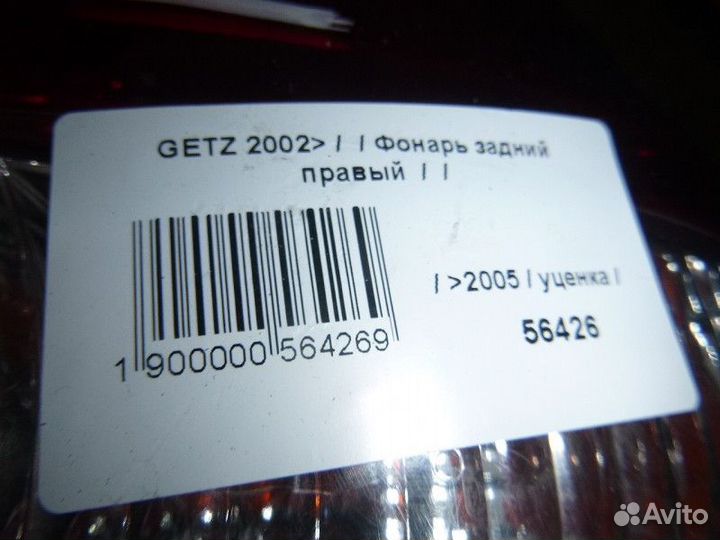 GETZ 2002> / / Фонарь задний
правый / /
/ >2005 / уценка /
56426
1 900000 564269
Avito